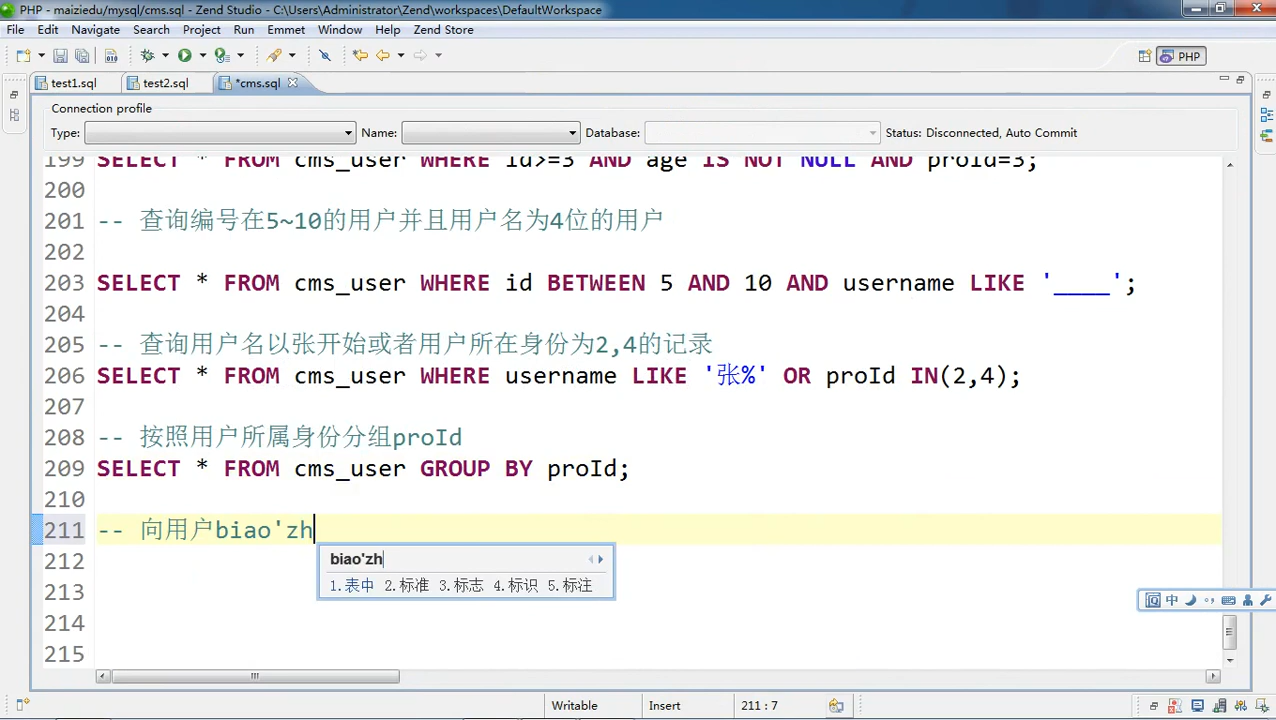 PHP - maiziedu/mysql/cms.sql - Zend Studio - C:\Users\Administrator\Zend\workspaces\DefaultWorkspace
File Edit Navigate Search Project Run Emmet Window Help Zend Store
PHP
test1.sql test2.sql *cms.sql
Connection profile
Type: Name: Database: Status: Disconnected, Auto Commit
199 SELECT * FROM cms_user WHERE id>=3 AND age IS NOT NULL AND proId=3;
200
201 -- 查询编号在5~10的用户并且用户名为4位的用户
202
203 SELECT * FROM cms_user WHERE id BETWEEN 5 AND 10 AND username LIKE '____';
204
205 -- 查询用户名以张开始或者用户所在身份为2,4的记录
206 SELECT * FROM cms_user WHERE username LIKE '张%' OR proId IN(2,4);
207
208 -- 按照用户所属身份分组proId
209 SELECT * FROM cms_user GROUP BY proId;
210
211 -- 向用户biao'zh
biao'zh
1.表中 2.标准 3.标志 4.标识 5.标注
212
213
中
214
215
Writable Insert 211 : 7